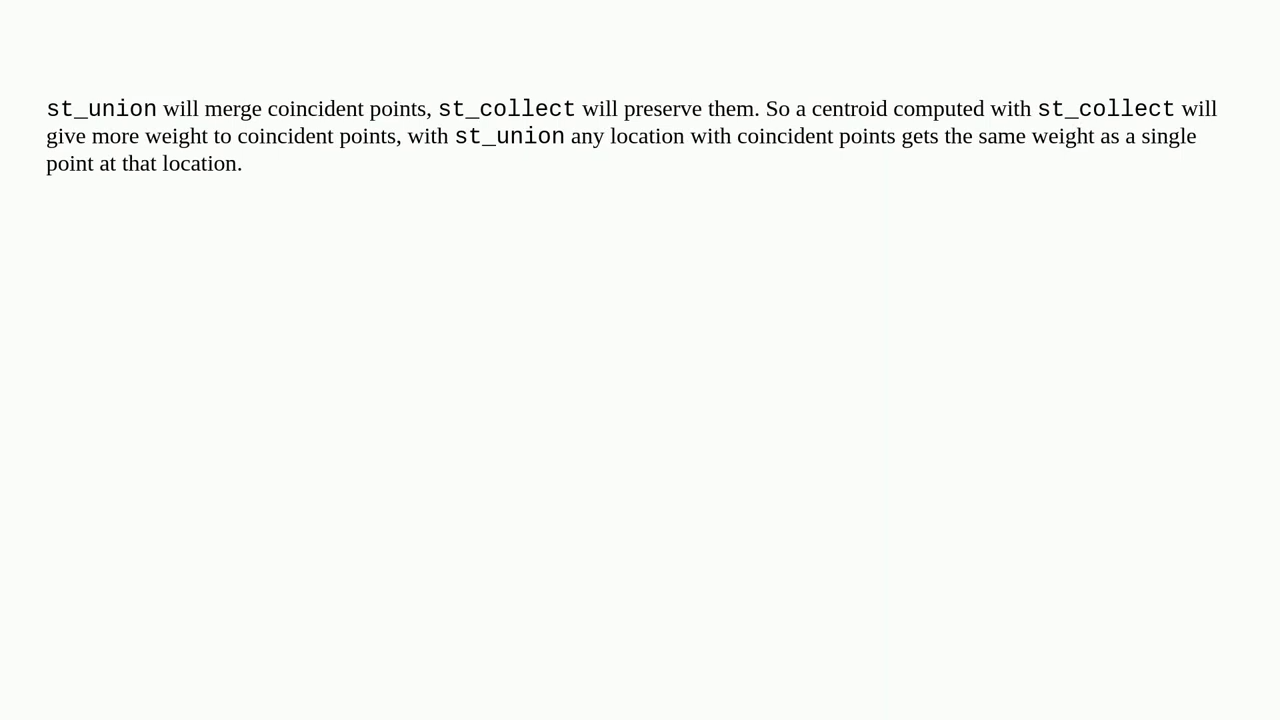 st_union will merge coincident points, st_collect will preserve them. So a centroid computed with st_collect will
give more weight to coincident points, with st_union any location with coincident points gets the same weight as a single
point at that location.